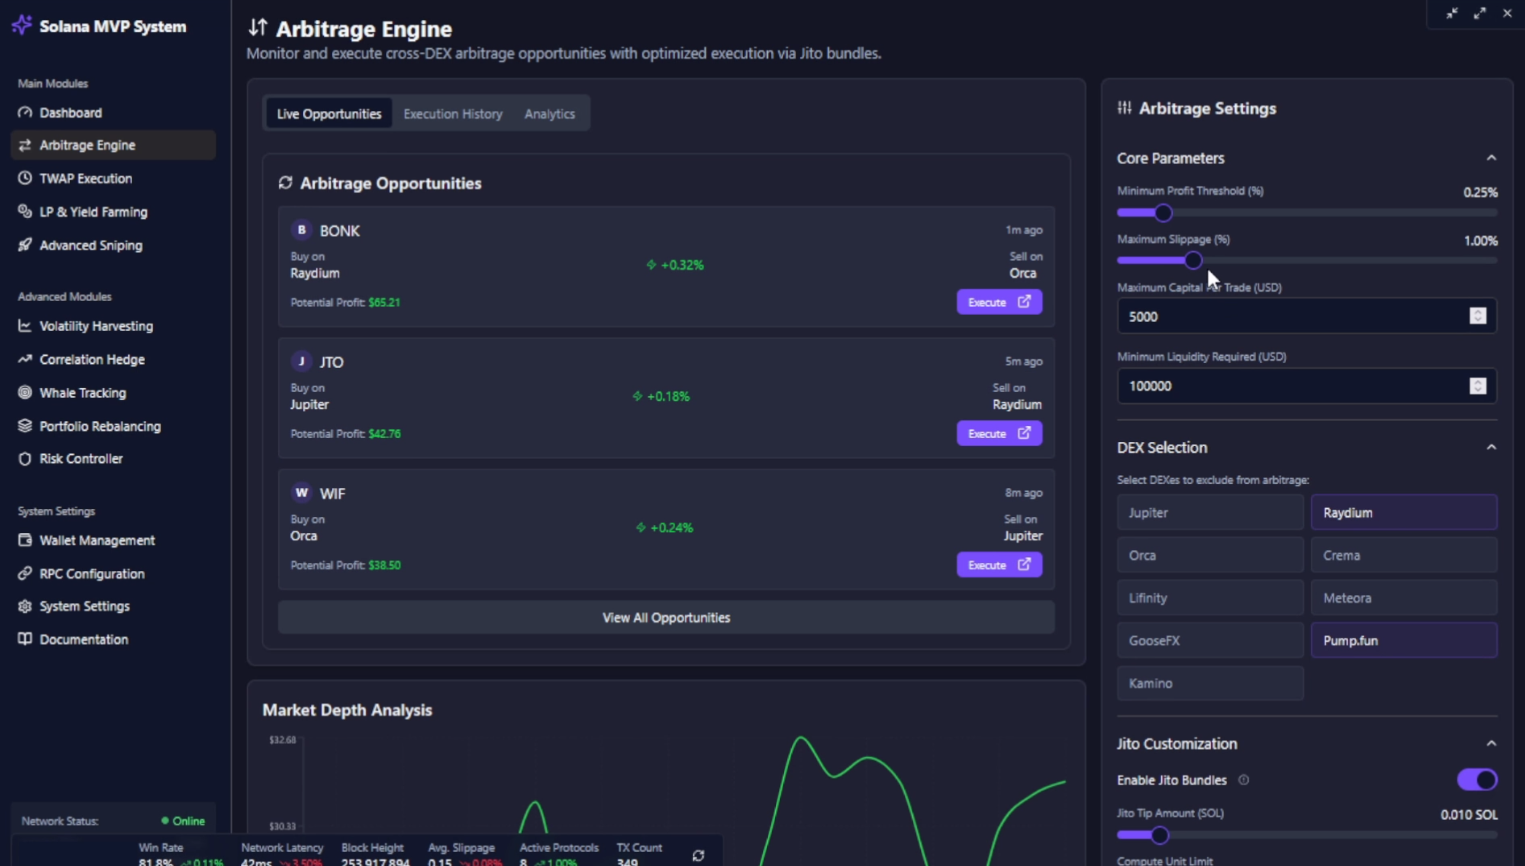 Solana MVP System
Main Modules
Dashboard
Arbitrage Engine
TWAP Execution
LP & Yield Farming
Advanced Sniping
Advanced Modules
Volatility Harvesting
Correlation Hedge
Whale Tracking
Portfolio Rebalancing
Risk Controller
System Settings
Wallet Management
RPC Configuration
System Settings
Documentation
Network Status: Online
Arbitrage Engine
Monitor and execute cross-DEX arbitrage opportunities with optimized execution via Jito bundles.
Live Opportunities Execution History Analytics
Arbitrage Opportunities
B BONK 1m ago
Buy on Sell on
Raydium +0.32% Orca
Potential Profit: $65.21 Execute
J JTO 5m ago
Buy on Sell on
Jupiter +0.18% Raydium
Potential Profit: $42.76 Execute
W WIF 8m ago
Buy on Sell on
Orca +0.24% Jupiter
Potential Profit: $38.50 Execute
View All Opportunities
Market Depth Analysis
$32.68
$30.33
Win Rate Network Latency Block Height Avg. Slippage Active Protocols TX Count
81.8% 0.11% 42ms 3.50% 253,917,894 0.15 0.08% 8 1.00% 349
Arbitrage Settings
Core Parameters
Minimum Profit Threshold (%) 0.25%
Maximum Slippage (%) 1.00%
Maximum Capital Per Trade (USD)
5000
Minimum Liquidity Required (USD)
100000
DEX Selection
Select DEXes to exclude from arbitrage:
Jupiter Raydium
Orca Crema
Lifinity Meteora
GooseFX Pump.fun
Kamino
Jito Customization
Enable Jito Bundles
Jito Tip Amount (SOL) 0.010 SOL
Compute Unit Limit